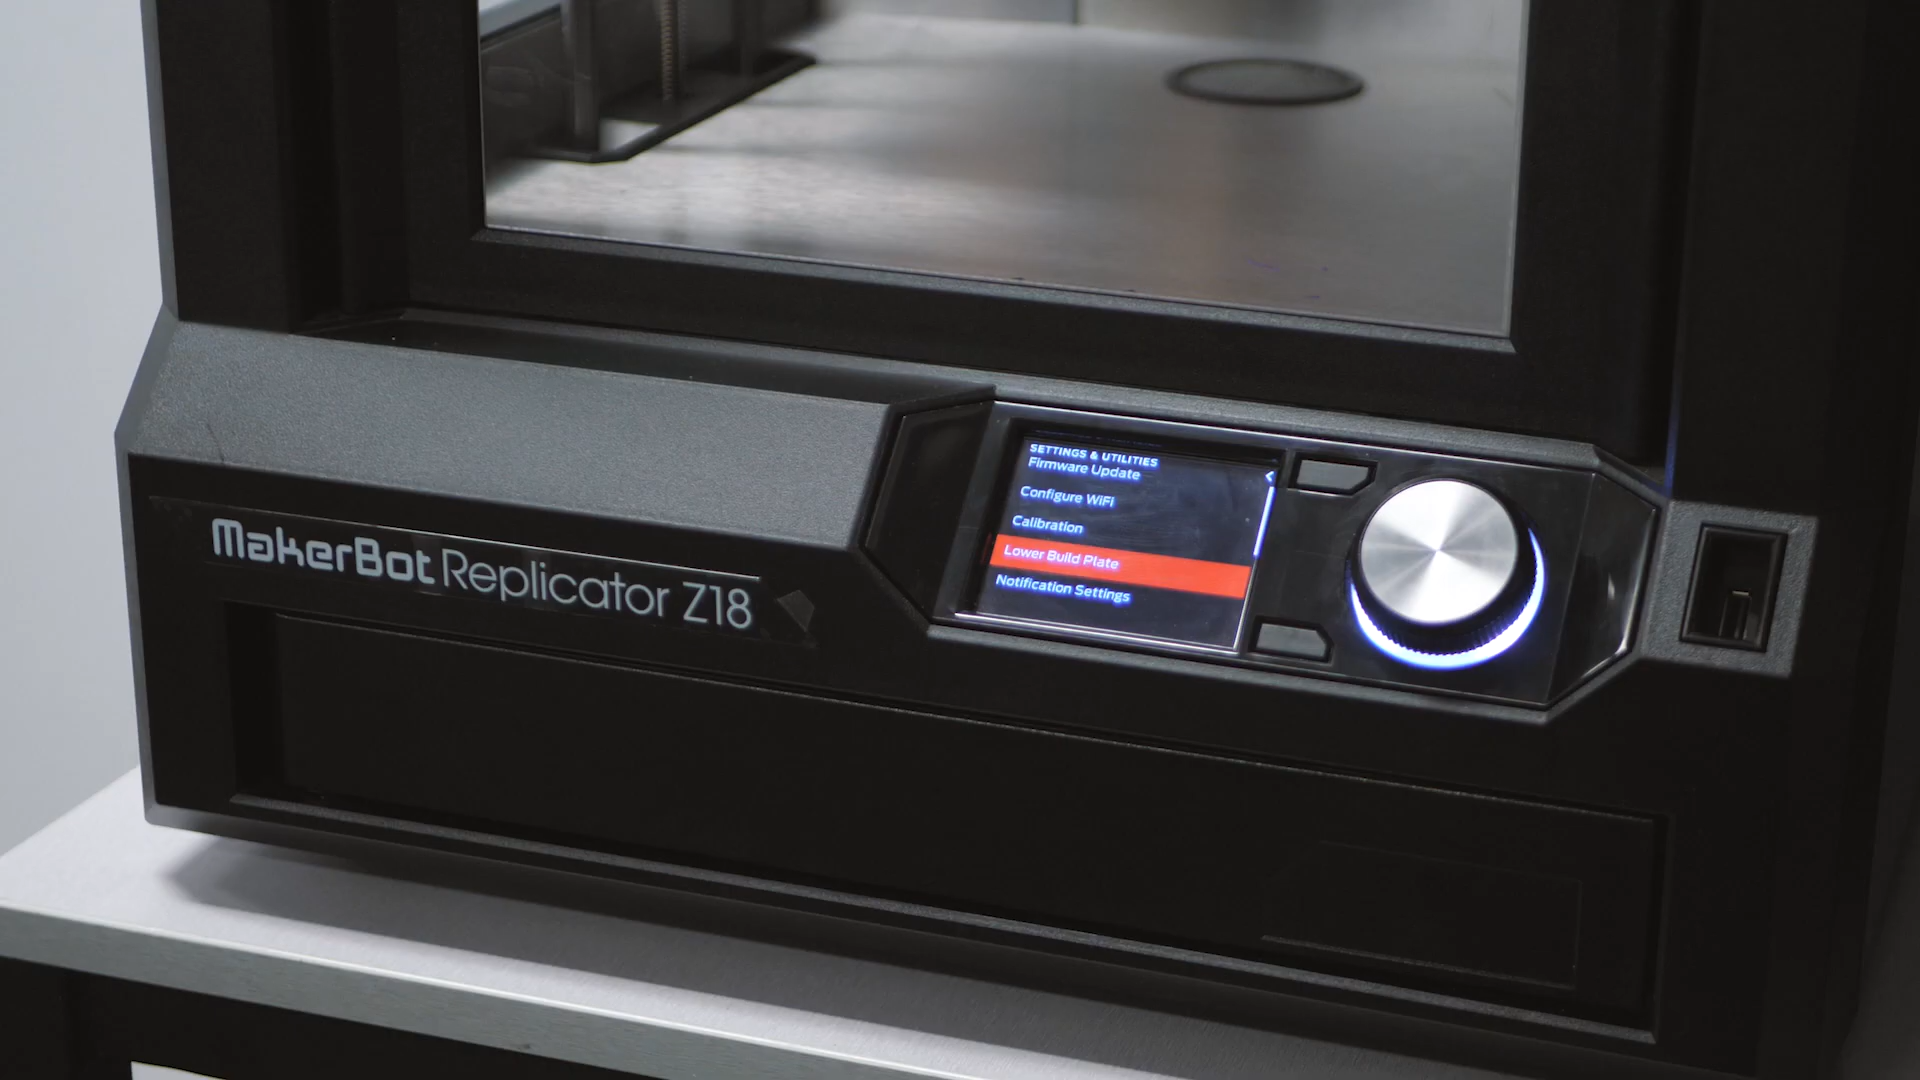 SETTINGS & UTILITIES
Firmware Update
Configure WiFi
Calibration
Lower Build Plate
Notification Settings
MakerBot Replicator Z18